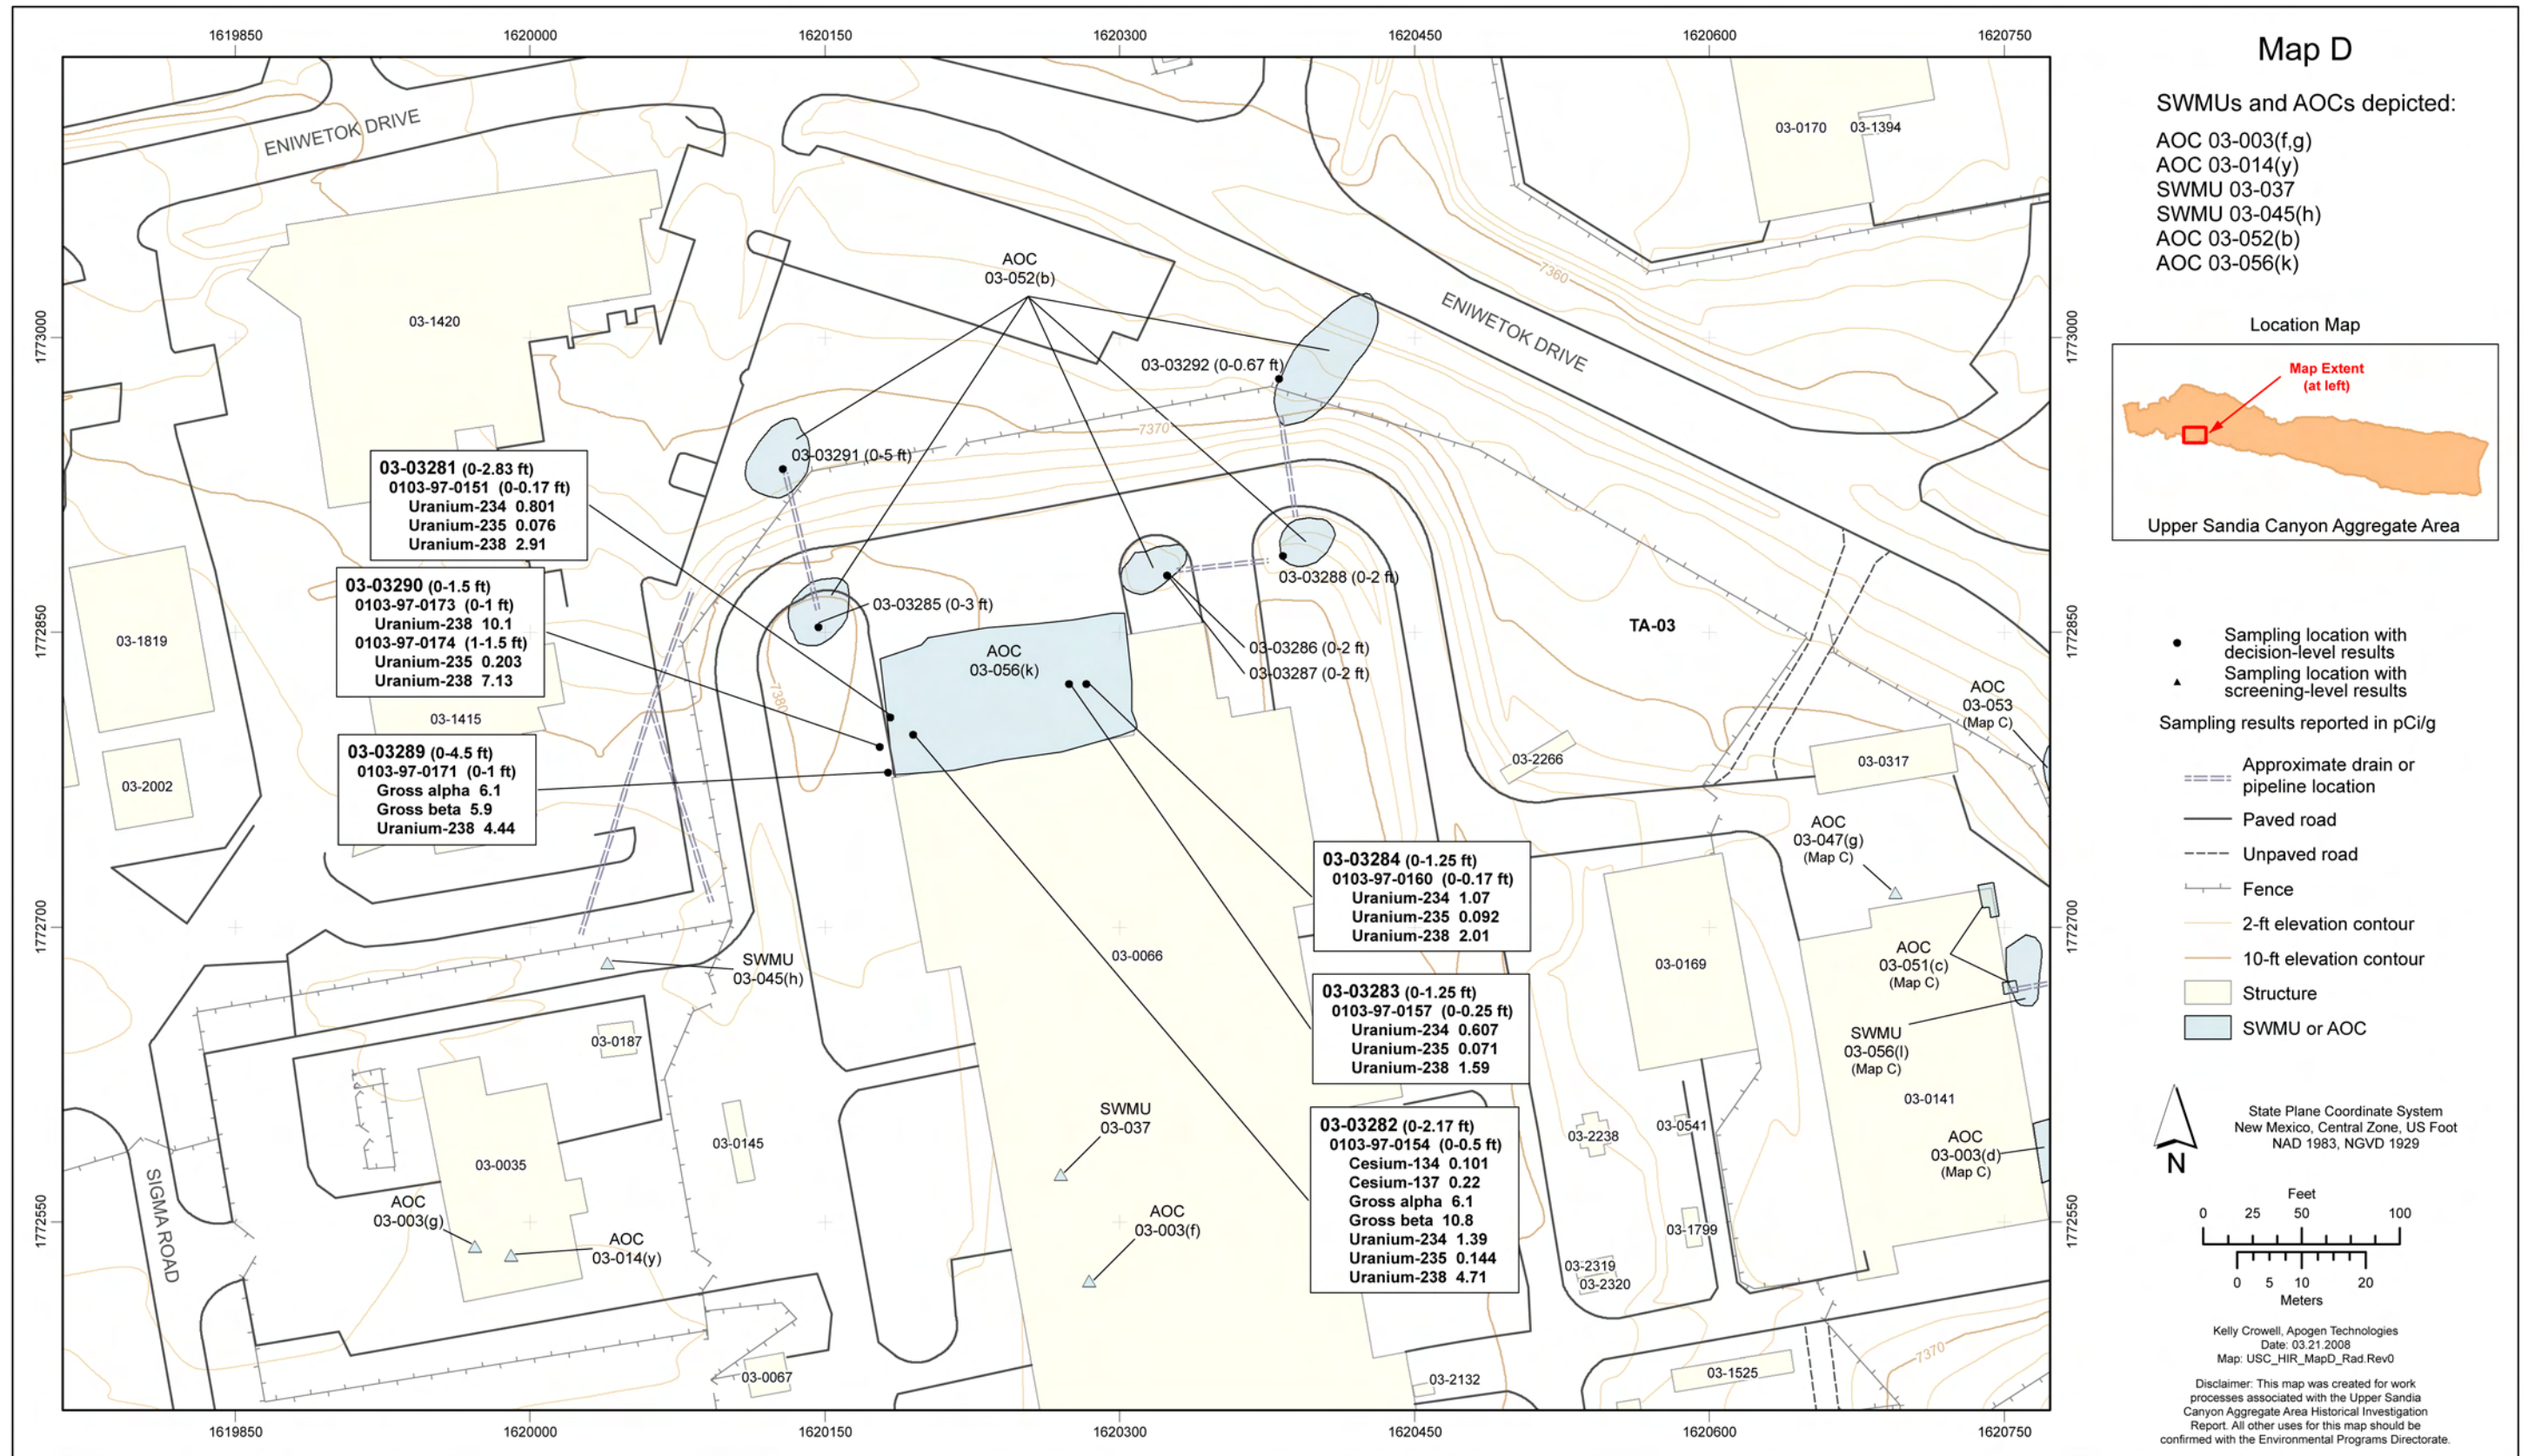 1619850
1620000
1620150
1620300
1620450
1620600
1620750
1773000
1772850
1772700
1772550
1773000
1772850
1772700
1772550
1619850
1620000
1620150
1620300
1620450
1620600
1620750
ENIWETOK DRIVE
03-0170
03-1394
7360
ENIWETOK DRIVE
AOC
03-052(b)
03-1420
03-03292 (0-0.67 ft)
7370
03-03291 (0-5 ft)
03-03281 (0-2.83 ft)
0103-97-0151 (0-0.17 ft)
Uranium-234 0.801
Uranium-235 0.076
Uranium-238 2.91
03-03290 (0-1.5 ft)
0103-97-0173 (0-1 ft)
Uranium-238 10.1
0103-97-0174 (1-1.5 ft)
Uranium-235 0.203
Uranium-238 7.13
03-03289 (0-4.5 ft)
0103-97-0171 (0-1 ft)
Gross alpha 6.1
Gross beta 5.9
Uranium-238 4.44
03-03288 (0-2 ft)
03-03285 (0-3 ft)
03-03286 (0-2 ft)
03-03287 (0-2 ft)
AOC
03-056(k)
TA-03
03-1819
03-1415
03-2002
7380
AOC
03-053
(Map C)
03-2266
03-0317
AOC
03-047(g)
(Map C)
03-03284 (0-1.25 ft)
0103-97-0160 (0-0.17 ft)
Uranium-234 1.07
Uranium-235 0.092
Uranium-238 2.01
03-03283 (0-1.25 ft)
0103-97-0157 (0-0.25 ft)
Uranium-234 0.607
Uranium-235 0.071
Uranium-238 1.59
03-03282 (0-2.17 ft)
0103-97-0154 (0-0.5 ft)
Cesium-134 0.101
Cesium-137 0.22
Gross alpha 6.1
Gross beta 10.8
Uranium-234 1.39
Uranium-235 0.144
Uranium-238 4.71
03-0066
SWMU
03-045(h)
03-0169
AOC
03-051(c)
(Map C)
SWMU
03-056(l)
(Map C)
03-0141
AOC
03-003(d)
(Map C)
03-0187
03-0145
03-0035
SIGMA ROAD
AOC
03-003(g)
AOC
03-014(y)
SWMU
03-037
AOC
03-003(f)
03-2238
03-0541
03-1799
03-2319
03-2320
03-0067
03-2132
03-1525
7370
Map D
SWMUs and AOCs depicted:
AOC 03-003(f,g)
AOC 03-014(y)
SWMU 03-037
SWMU 03-045(h)
AOC 03-052(b)
AOC 03-056(k)
Location Map
Map Extent
(at left)
Upper Sandia Canyon Aggregate Area
Sampling location with
decision-level results
Sampling location with
screening-level results
Sampling results reported in pCi/g
Approximate drain or
pipeline location
Paved road
Unpaved road
Fence
2-ft elevation contour
10-ft elevation contour
Structure
SWMU or AOC
N
State Plane Coordinate System
New Mexico, Central Zone, US Foot
NAD 1983, NGVD 1929
Feet
0 25 50 100
0 5 10 20
Meters
Kelly Crowell, Apogen Technologies
Date: 03.21.2008
Map: USC_HIR_MapD_Rad.Rev0
Disclaimer: This map was created for work
processes associated with the Upper Sandia
Canyon Aggregate Area Historical Investigation
Report. All other uses for this map should be
confirmed with the Environmental Programs Directorate.